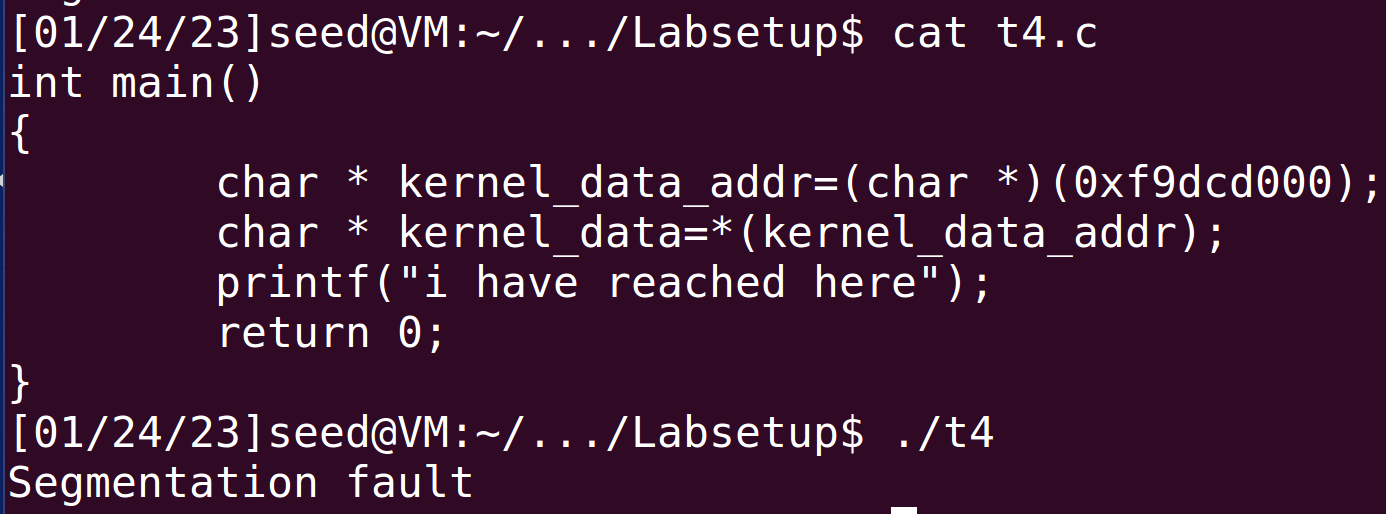 [01/24/23]seed@VM:~/.../Labsetup$ cat t4.c
int main()
{
        char * kernel_data_addr=(char *)(0xf9dcd000);
        char * kernel_data=*(kernel_data_addr);
        printf("i have reached here");
        return 0;
}
[01/24/23]seed@VM:~/.../Labsetup$ ./t4
Segmentation fault